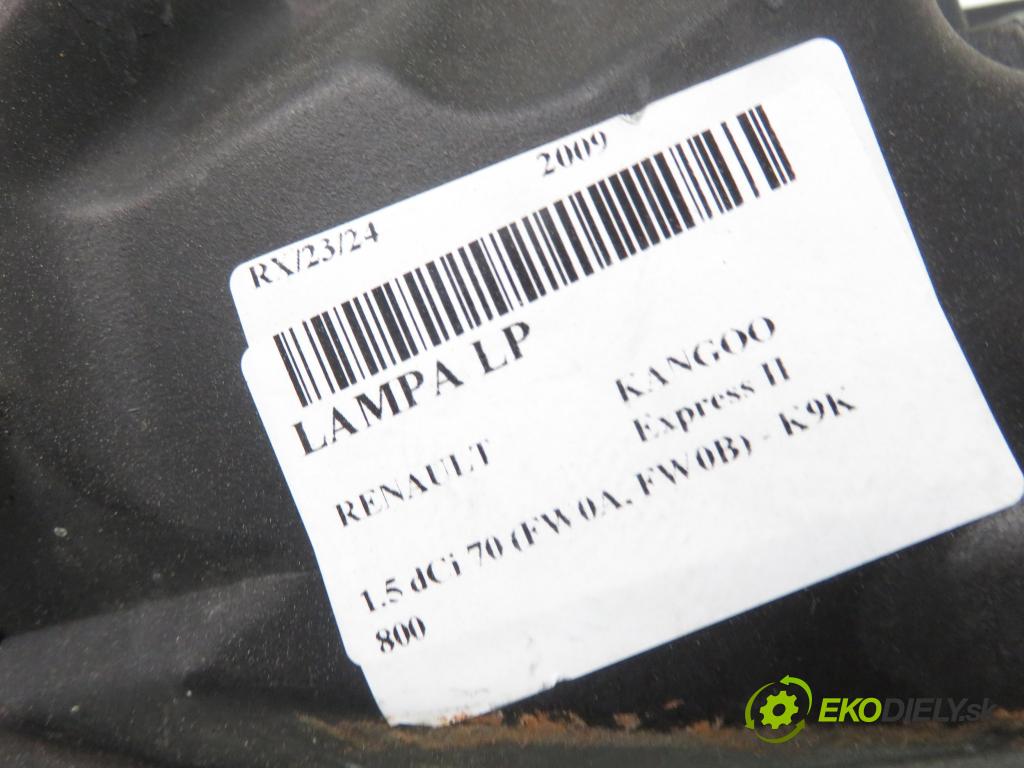 RX/23/24 2009
LAMPA LP
RENAULT KANGOO
Express II
1.5 dCi 70 (FW0A, FW0B) - K9K
800
EKODIELY.sk